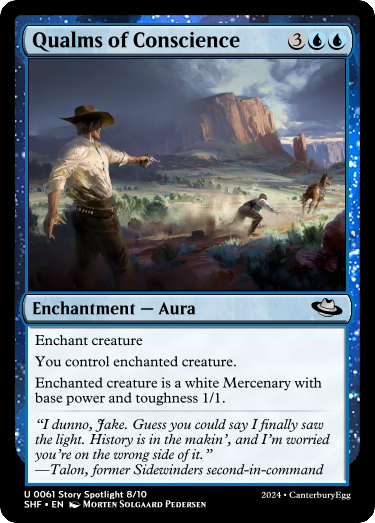 Qualms of Conscience 3
Enchantment — Aura
Enchant creature
You control enchanted creature.
Enchanted creature is a white Mercenary with
base power and toughness 1/1.
“I dunno, Jake. Guess you could say I finally saw
the light. History is in the makin’, and I’m worried
you’re on the wrong side of it.”
—Talon, former Sidewinders second-in-command
U 0061 Story Spotlight 8/10
SHF • EN Morten Solgaard Pedersen
2024 • CanterburyEgg